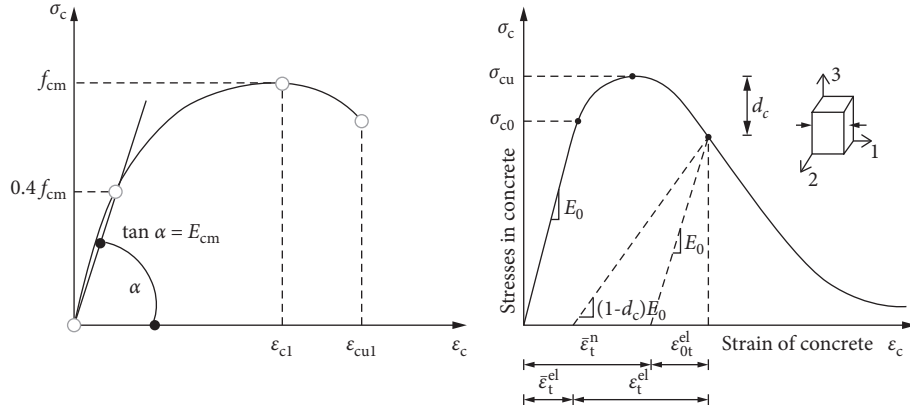 σc
fcm
0.4 fcm
tan α = Ecm
α
εc1
εcu1
εc
σc
σcu
σc0
dc
3
1
2
Stresses in concrete
E0
E0
(1-dc)E0
ε̄tn
ε0tel
Strain of concrete
εc
ε̄tel
εtel